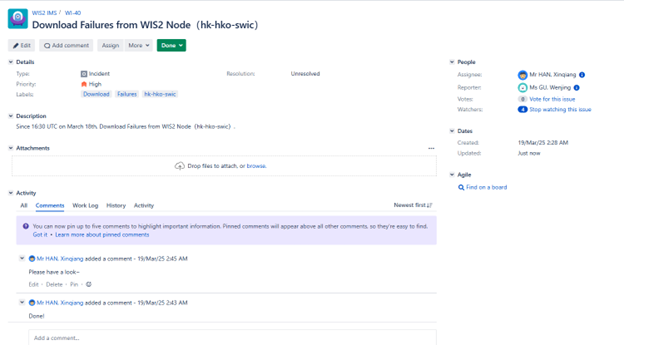 WIS2 IMS / WI-40
Download Failures from WIS2 Node（hk-hko-swic）
Edit Add comment Assign More Done
Details
Type: Incident Resolution: Unresolved
Priority: High
Labels: Download Failures hk-hko-swic
Description
Since 16:30 UTC on March 18th, Download Failures from WIS2 Node（hk-hko-swic）.
Attachments
Drop files to attach, or browse.
Activity
All Comments Work Log History Activity Newest first
You can now pin up to five comments to highlight important information. Pinned comments will appear above all other comments, so they're easy to find.
Got it • Learn more about pinned comments
Mr HAN, Xinqiang added a comment - 19/Mar/25 2:45 AM
Please have a look~
Edit · Delete · Pin ·
Mr HAN, Xinqiang added a comment - 19/Mar/25 2:43 AM
Done!
Add a comment...
People
Assignee: Mr HAN, Xinqiang
Reporter: Ms GU, Wenjing
Votes: 0 Vote for this issue
Watchers: 4 Stop watching this issue
Dates
Created: 19/Mar/25 2:28 AM
Updated: Just now
Agile
Find on a board